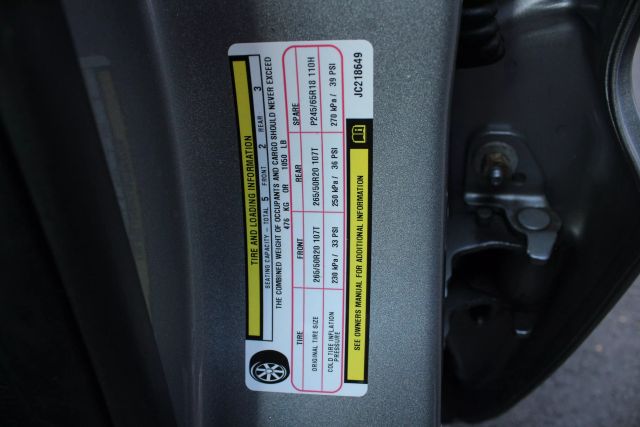 TIRE AND LOADING INFORMATION
SEATING CAPACITY - TOTAL 5 FRONT 2 REAR 3
THE COMBINED WEIGHT OF OCCUPANTS AND CARGO SHOULD NEVER EXCEED
476 KG OR 1050 LB
TIRE FRONT REAR SPARE
ORIGINAL TIRE SIZE 265/50R20 107T 265/50R20 107T P245/65R18 110H
COLD TIRE INFLATION PRESSURE 230 kPa / 33 PSI 250 kPa / 36 PSI 270 kPa / 39 PSI
SEE OWNERS MANUAL FOR ADDITIONAL INFORMATION
JC218649